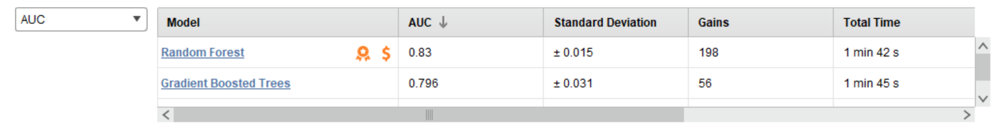 AUC
Model AUC Standard Deviation Gains Total Time
Random Forest 0.83 ± 0.015 198 1 min 42 s
Gradient Boosted Trees 0.796 ± 0.031 56 1 min 45 s